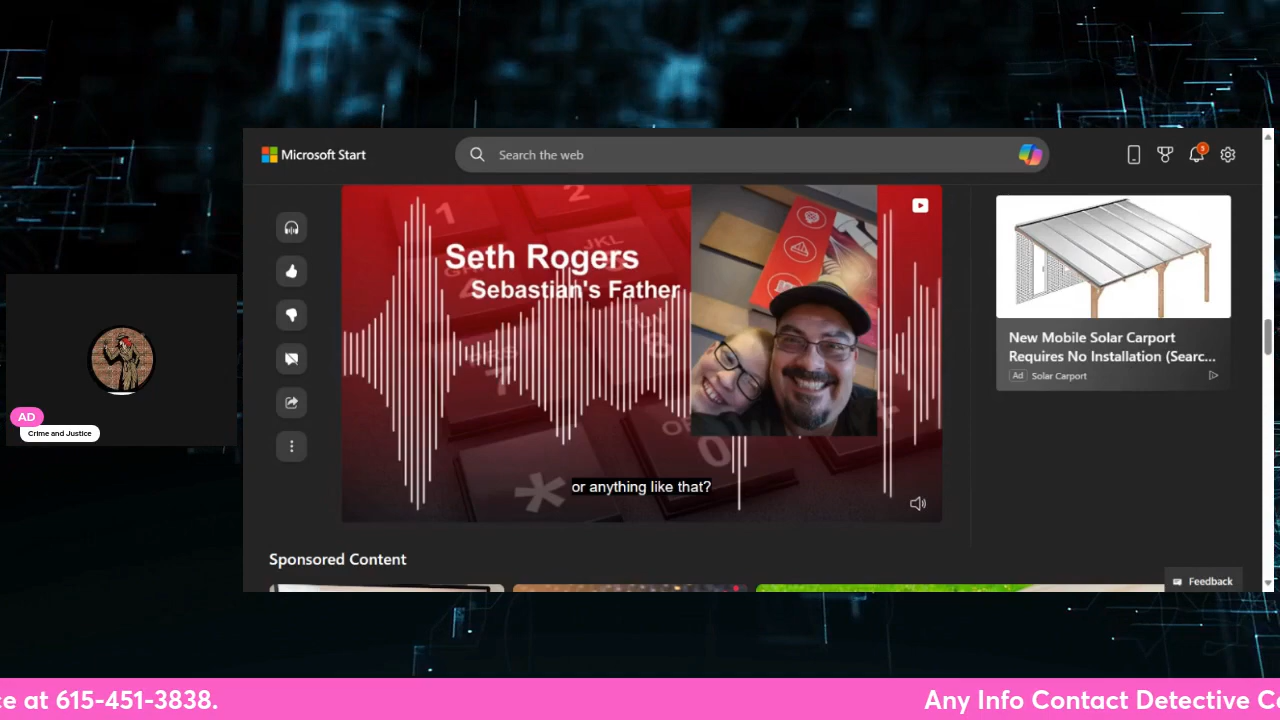 Microsoft Start
Search the web
3
Seth Rogers
Sebastian's Father
or anything like that?
New Mobile Solar Carport
Requires No Installation (Searc...
Ad Solar Carport
AD
Crime and Justice
Sponsored Content
Feedback
ce at 615-451-3838.
Any Info Contact Detective C